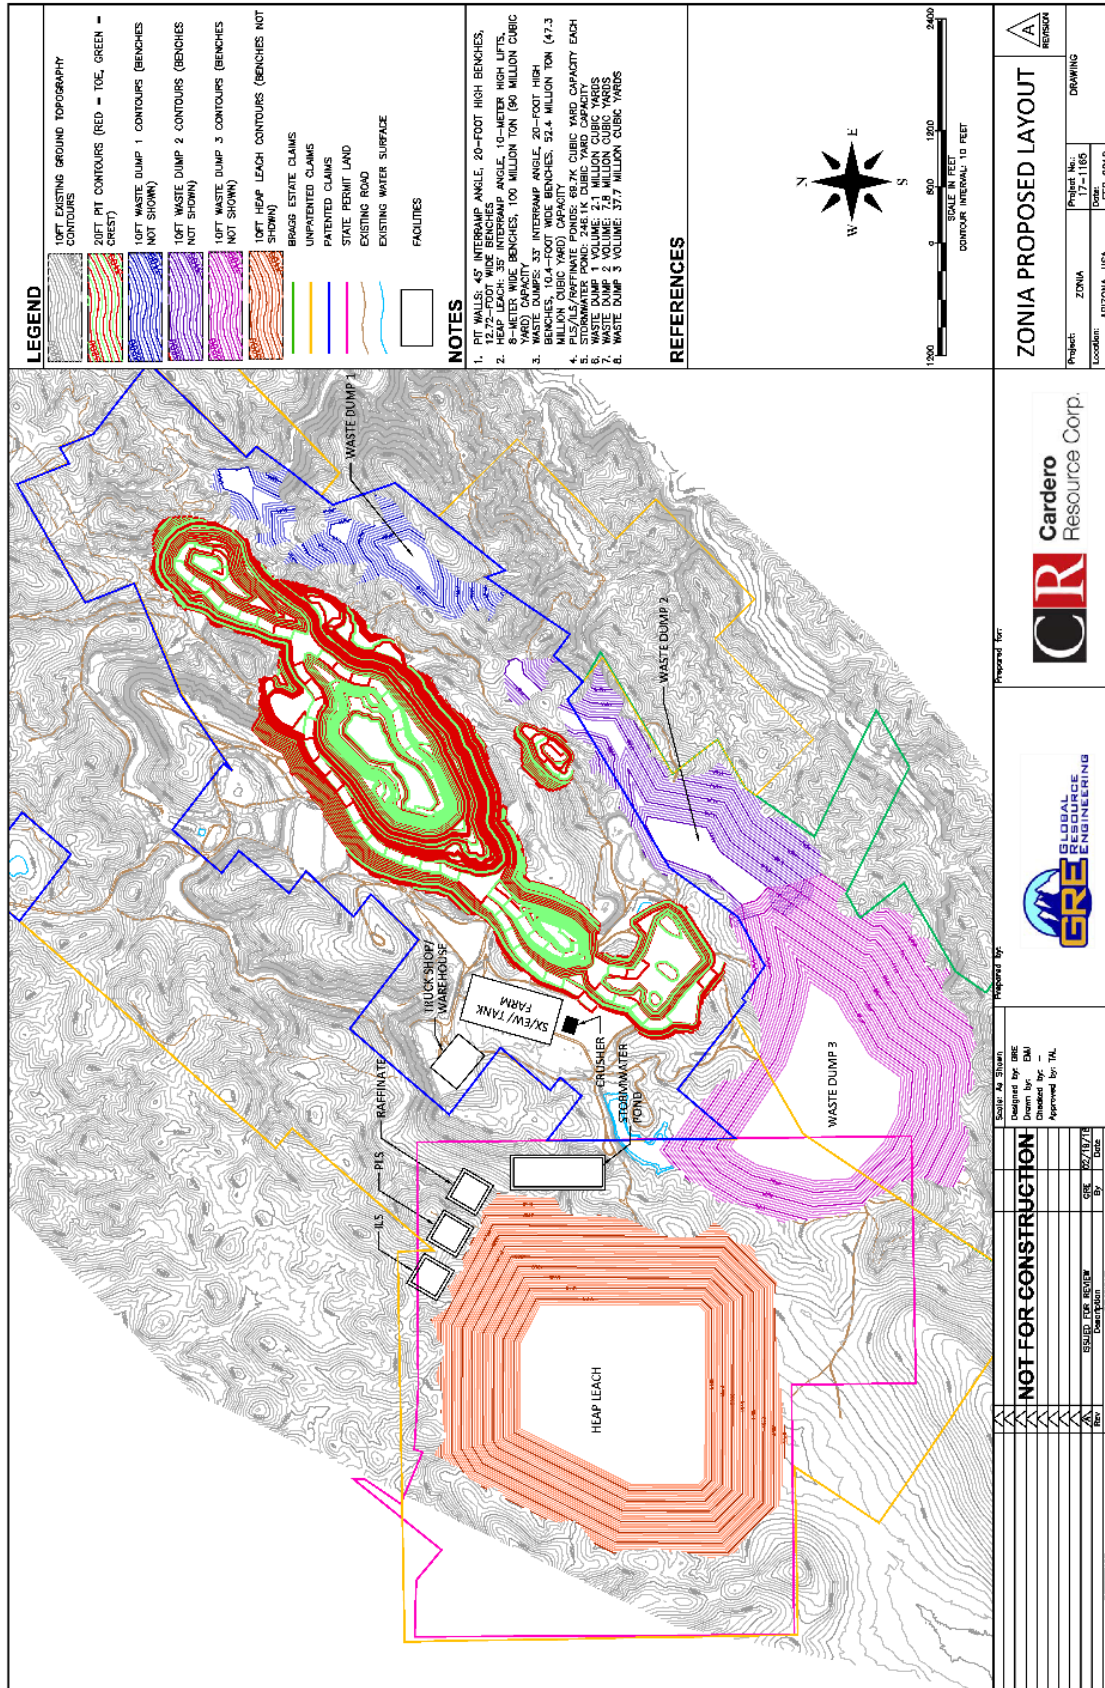 LEGEND
10FT EXISTING GROUND TOPOGRAPHY
CONTOURS
20FT PIT CONTOURS (RED = TOE, GREEN =
CREST)
10FT WASTE DUMP 1 CONTOURS (BENCHES
NOT SHOWN)
10FT WASTE DUMP 2 CONTOURS (BENCHES
NOT SHOWN)
10FT WASTE DUMP 3 CONTOURS (BENCHES
NOT SHOWN)
10FT HEAP LEACH CONTOURS (BENCHES NOT
SHOWN)
BRAGG ESTATE CLAIMS
UNPATENTED CLAIMS
PATENTED CLAIMS
STATE PERMIT LAND
EXISTING ROAD
EXISTING WATER SURFACE
FACILITIES
NOTES
1. PIT WALLS: 45° INTERRAMP ANGLE, 20-FOOT HIGH BENCHES,
12.72-FOOT WIDE BENCHES
2. HEAP LEACH: 35° INTERRAMP ANGLE, 10-METER HIGH LIFTS,
8-METER WIDE BENCHES, 100 MILLION TON (90 MILLION CUBIC
YARD) CAPACITY
3. WASTE DUMPS: 33° INTERRAMP ANGLE, 20-FOOT HIGH
BENCHES, 10.4-FOOT WIDE BENCHES, 52.4 MILLION TON (47.3
MILLION CUBIC YARD) CAPACITY
4. PLS/ILS/RAFFINATE PONDS: 69.7K CUBIC YARD CAPACITY EACH
5. STORMWATER POND: 246.1K CUBIC YARD CAPACITY
6. WASTE DUMP 1 VOLUME: 2.1 MILLION CUBIC YARDS
7. WASTE DUMP 2 VOLUME: 7.8 MILLION CUBIC YARDS
8. WASTE DUMP 3 VOLUME: 37.7 MILLION CUBIC YARDS
REFERENCES
N
W
E
S
1200 0 600 1200 2400
SCALE IN FEET
CONTOUR INTERVAL: 10 FEET
ZONIA PROPOSED LAYOUT
A
REVISION
Project: ZONIA
Project No.: 17-1165
DRAWING
Location: ARIZONA, USA
Date:
WASTE DUMP 1
WASTE DUMP 2
WASTE DUMP 3
TRUCK SHOP/
WAREHOUSE
SX/EW/TANK
FARM
CRUSHER
STORMWATER
POND
RAFFINATE
PLS
ILS
HEAP LEACH
Prepared for:
CR
Cardero
Resource Corp.
Prepared by:
GRE
GLOBAL
RESOURCE
ENGINEERING
Scale: As Shown
Designed by: GRE
Drawn by:
Checked by: -
Approved by: TAL
NOT FOR CONSTRUCTION
A ISSUED FOR REVIEW GRE 02/19/18
Rev Description By Date